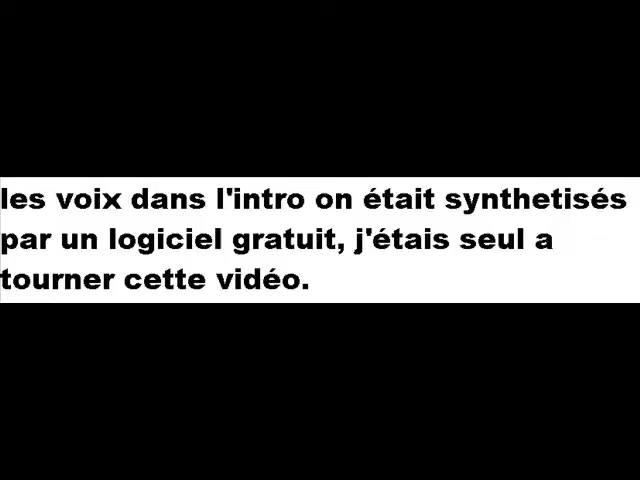 les voix dans l'intro on était synthetisés
par un logiciel gratuit, j'étais seul a
tourner cette vidéo.